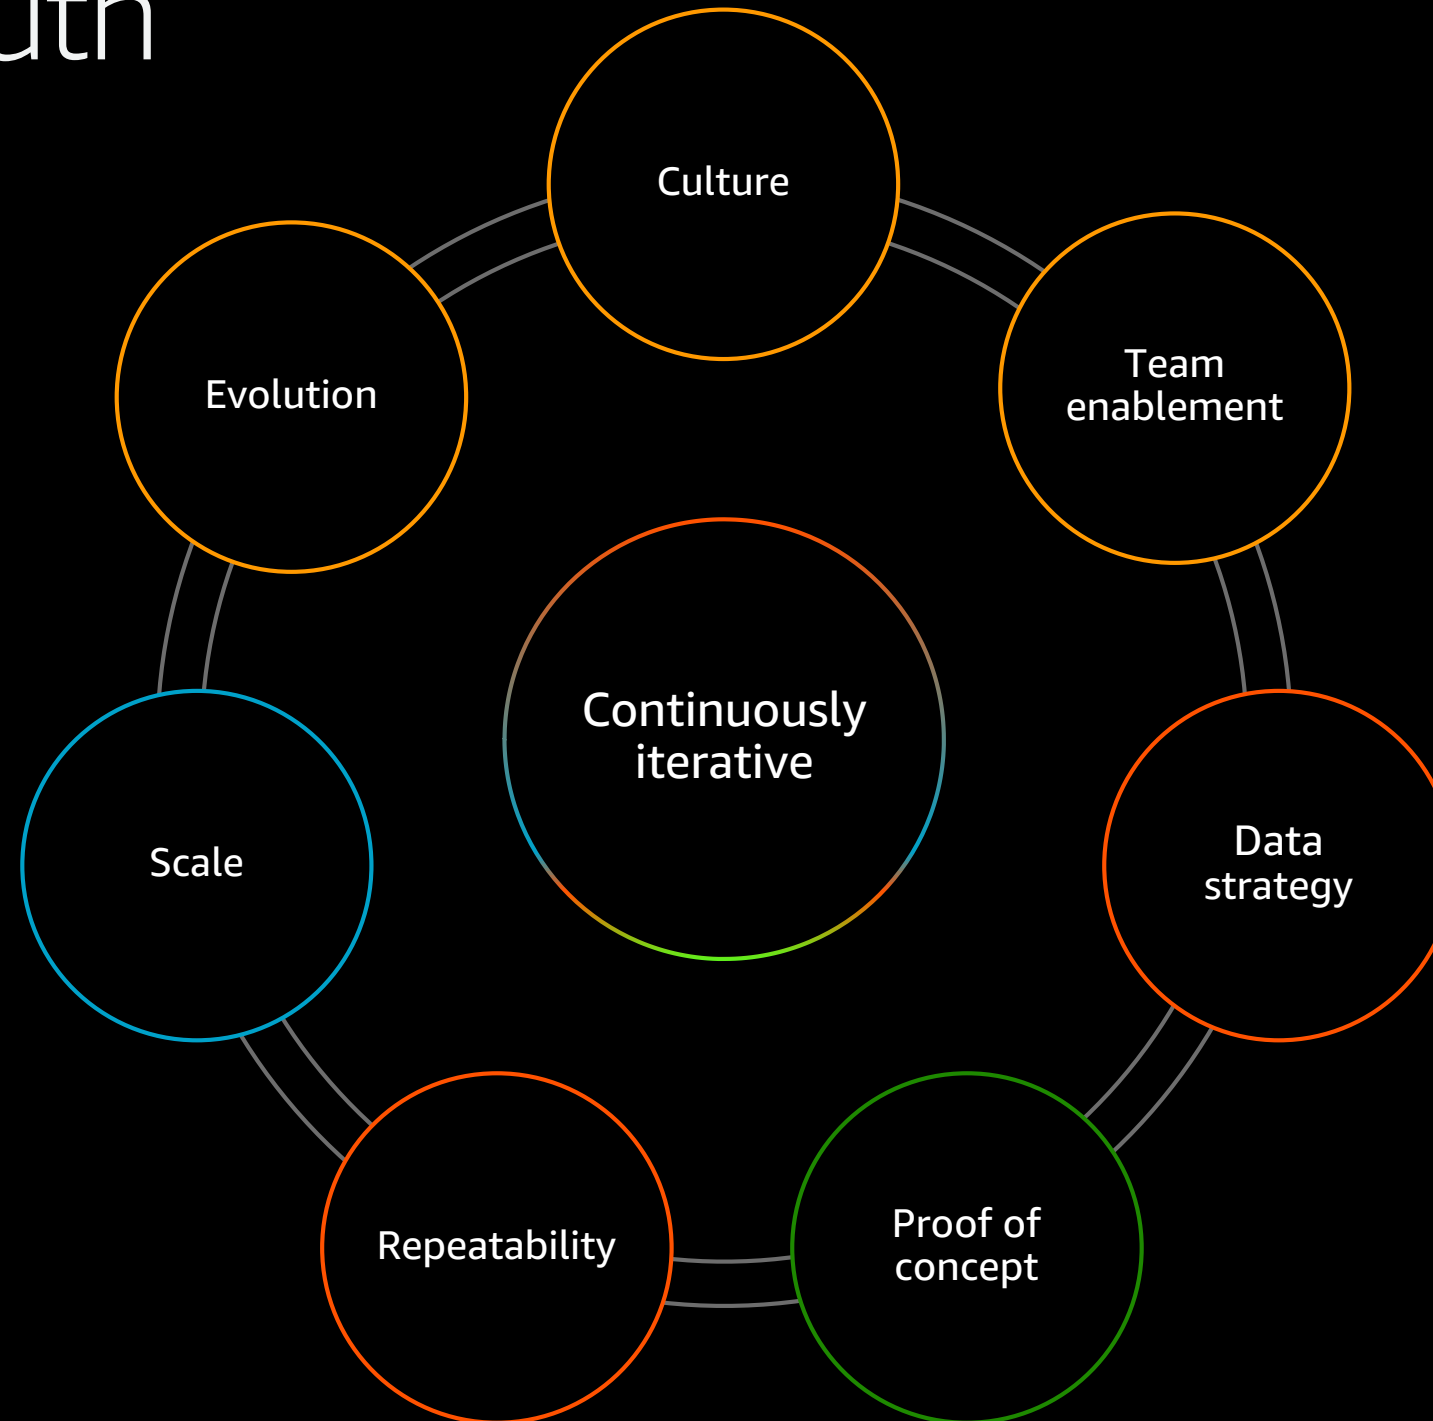 Culture
Team
enablement
Evolution
Continuously
iterative
Data
strategy
Scale
Proof of
concept
Repeatability